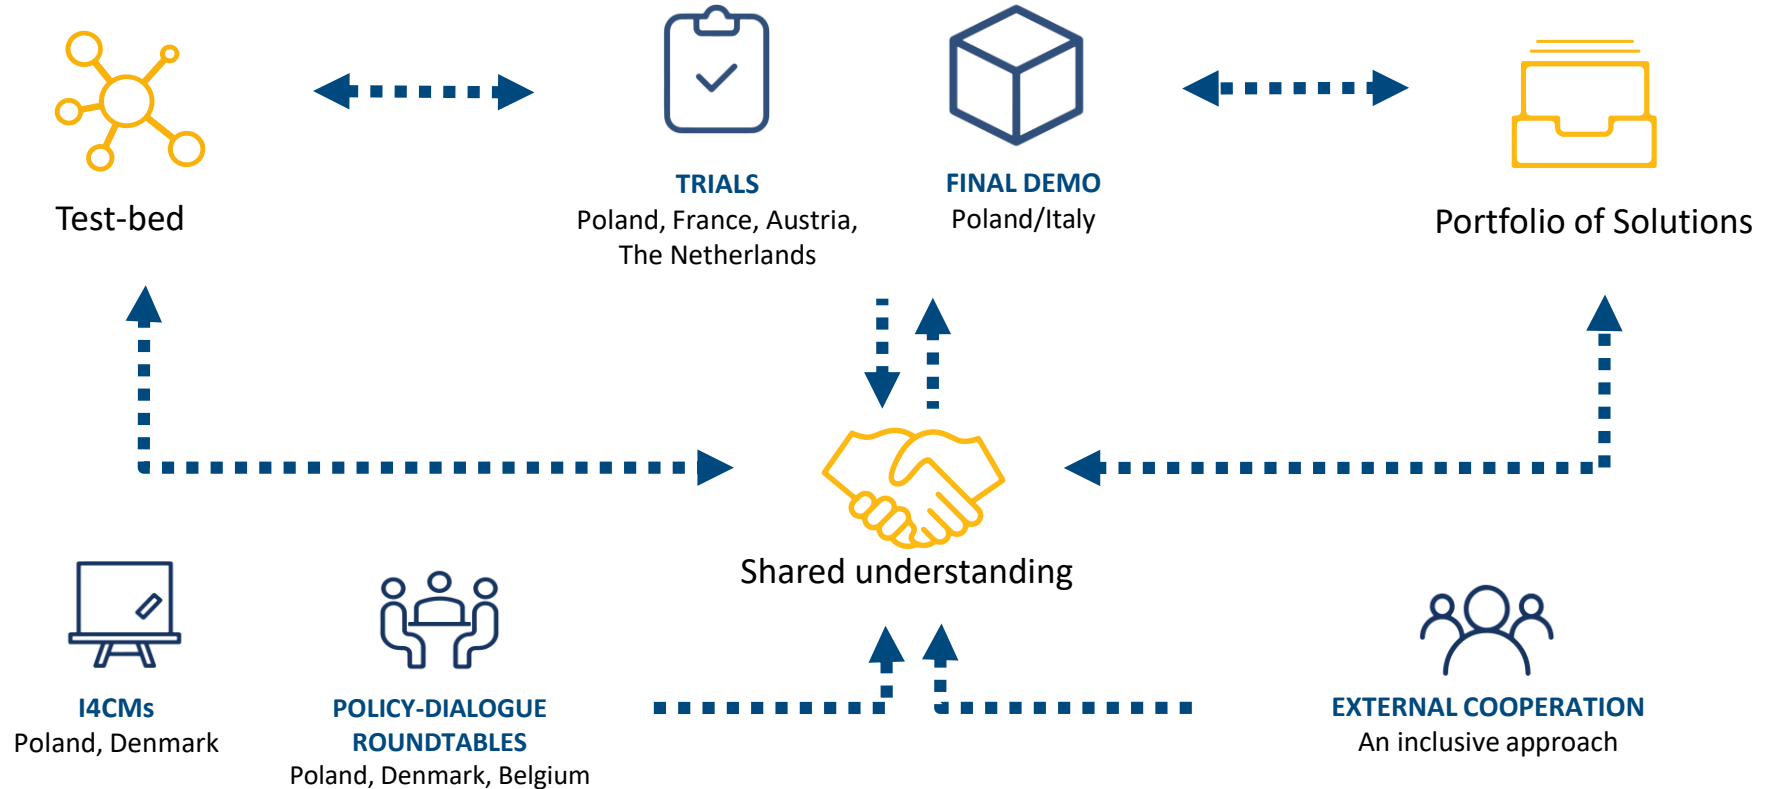 Test-bed
TRIALS
Poland, France, Austria,
The Netherlands
FINAL DEMO
Poland/Italy
Portfolio of Solutions
Shared understanding
I4CMs
Poland, Denmark
POLICY-DIALOGUE
ROUNDTABLES
Poland, Denmark, Belgium
EXTERNAL COOPERATION
An inclusive approach